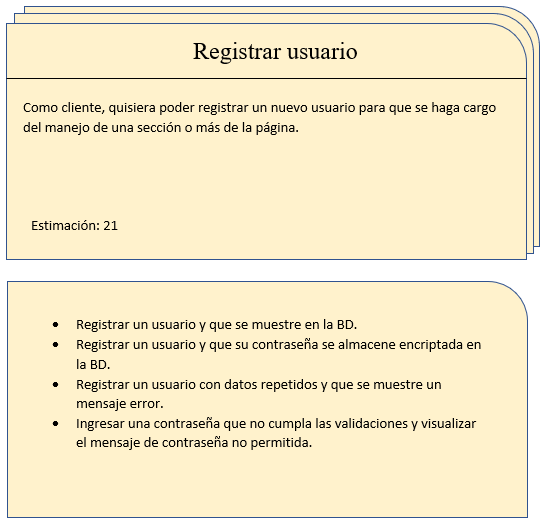 Registrar usuario
Como cliente, quisiera poder registrar un nuevo usuario para que se haga cargo
del manejo de una sección o más de la página.
Estimación: 21
• Registrar un usuario y que se muestre en la BD.
• Registrar un usuario y que su contraseña se almacene encriptada en
la BD.
• Registrar un usuario con datos repetidos y que se muestre un
mensaje error.
• Ingresar una contraseña que no cumpla las validaciones y visualizar
el mensaje de contraseña no permitida.